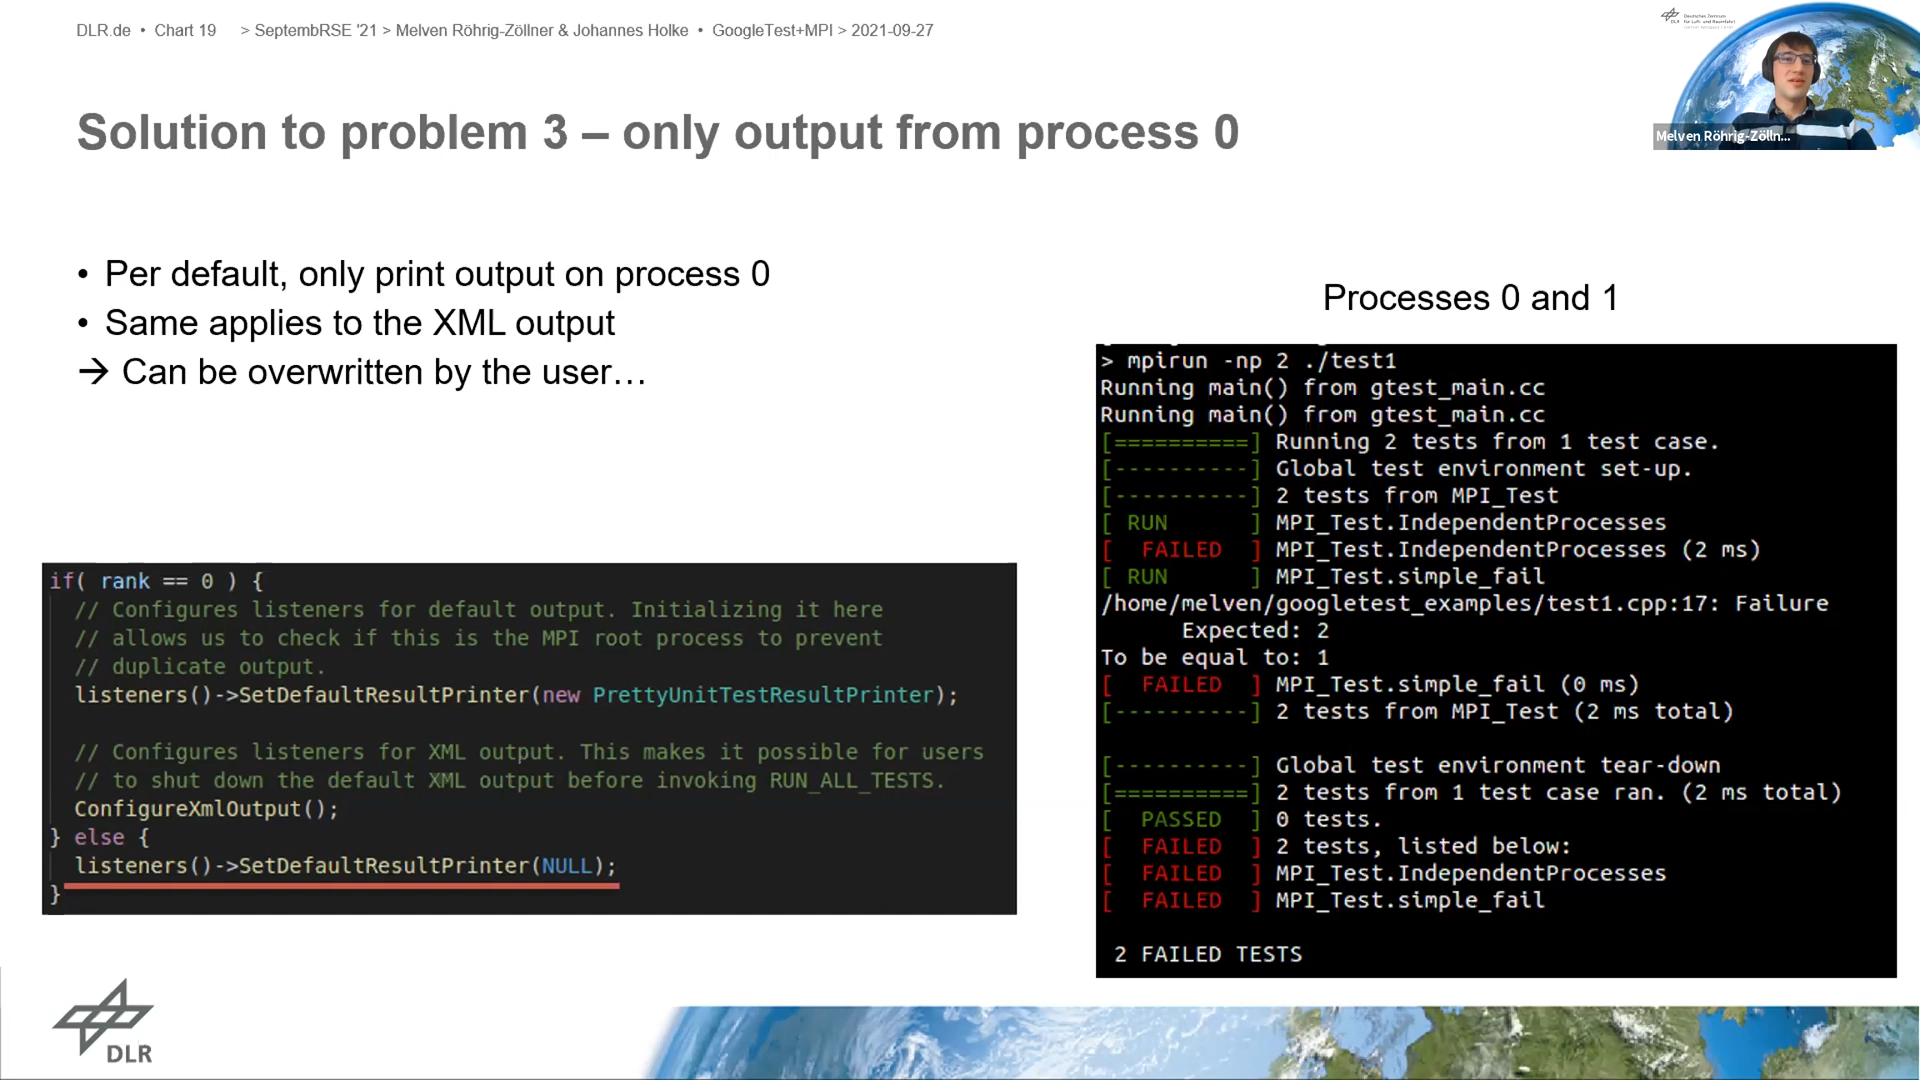 DLR.de • Chart 19 > SeptembRSE '21 > Melven Röhrig-Zöllner & Johannes Holke • GoogleTest+MPI > 2021-09-27
Melven Röhrig-Zölln...
Solution to problem 3 – only output from process 0
• Per default, only print output on process 0
• Same applies to the XML output
→ Can be overwritten by the user…
if( rank == 0 ) {
// Configures listeners for default output. Initializing it here
// allows us to check if this is the MPI root process to prevent
// duplicate output.
listeners()->SetDefaultResultPrinter(new PrettyUnitTestResultPrinter);
// Configures listeners for XML output. This makes it possible for users
// to shut down the default XML output before invoking RUN_ALL_TESTS.
ConfigureXmlOutput();
} else {
listeners()->SetDefaultResultPrinter(NULL);
}
Processes 0 and 1
> mpirun -np 2 ./test1
Running main() from gtest_main.cc
Running main() from gtest_main.cc
[==========] Running 2 tests from 1 test case.
[----------] Global test environment set-up.
[----------] 2 tests from MPI_Test
[ RUN      ] MPI_Test.IndependentProcesses
[  FAILED  ] MPI_Test.IndependentProcesses (2 ms)
[ RUN      ] MPI_Test.simple_fail
/home/melven/googletest_examples/test1.cpp:17: Failure
Expected: 2
To be equal to: 1
[  FAILED  ] MPI_Test.simple_fail (0 ms)
[----------] 2 tests from MPI_Test (2 ms total)
[----------] Global test environment tear-down
[==========] 2 tests from 1 test case ran. (2 ms total)
[  PASSED  ] 0 tests.
[  FAILED  ] 2 tests, listed below:
[  FAILED  ] MPI_Test.IndependentProcesses
[  FAILED  ] MPI_Test.simple_fail
2 FAILED TESTS
DLR